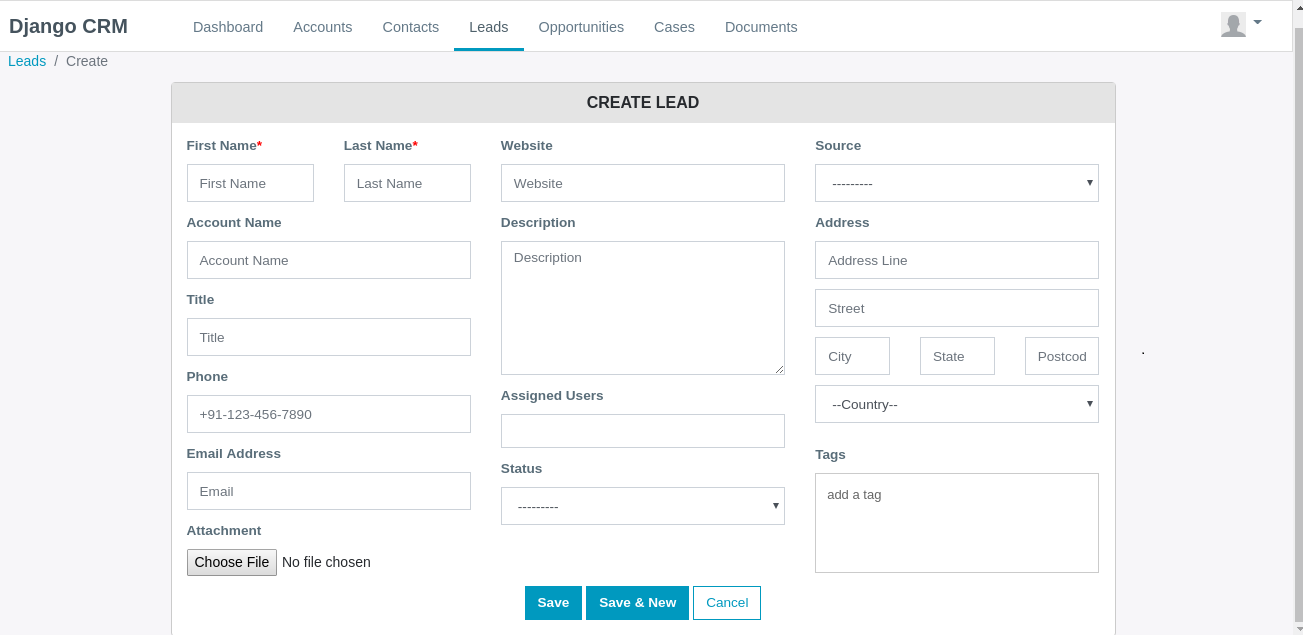 Django CRM Dashboard Accounts Contacts Leads Opportunities Cases Documents
Leads / Create
CREATE LEAD
First Name* Last Name* Website Source
First Name Last Name Website ---------
Account Name Description Address
Account Name Description Address Line
Title Street
Title City State Postcod
Phone Assigned Users --Country--
+91-123-456-7890
Email Address Status Tags
Email --------- add a tag
Attachment
Choose File No file chosen
Save Save & New Cancel